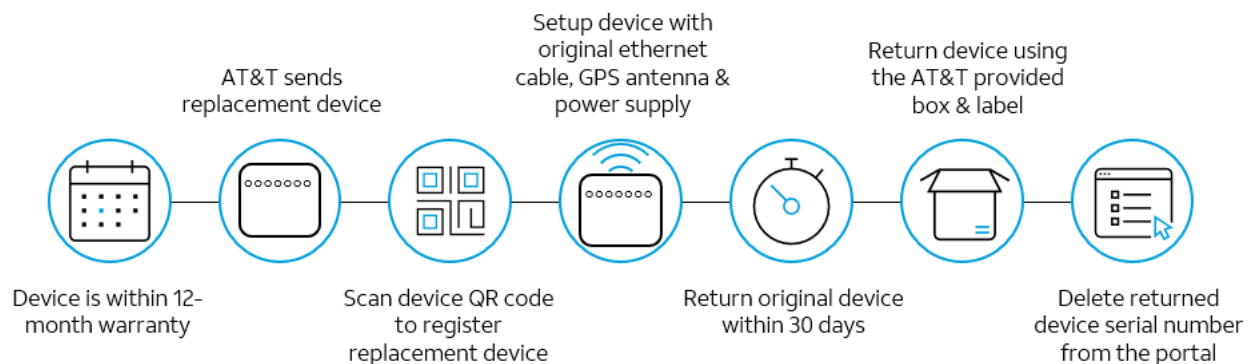 Device is within 12-
month warranty
AT&T sends
replacement device
Scan device QR code
to register
replacement device
Setup device with
original ethernet
cable, GPS antenna &
power supply
Return original device
within 30 days
Return device using
the AT&T provided
box & label
Delete returned
device serial number
from the portal